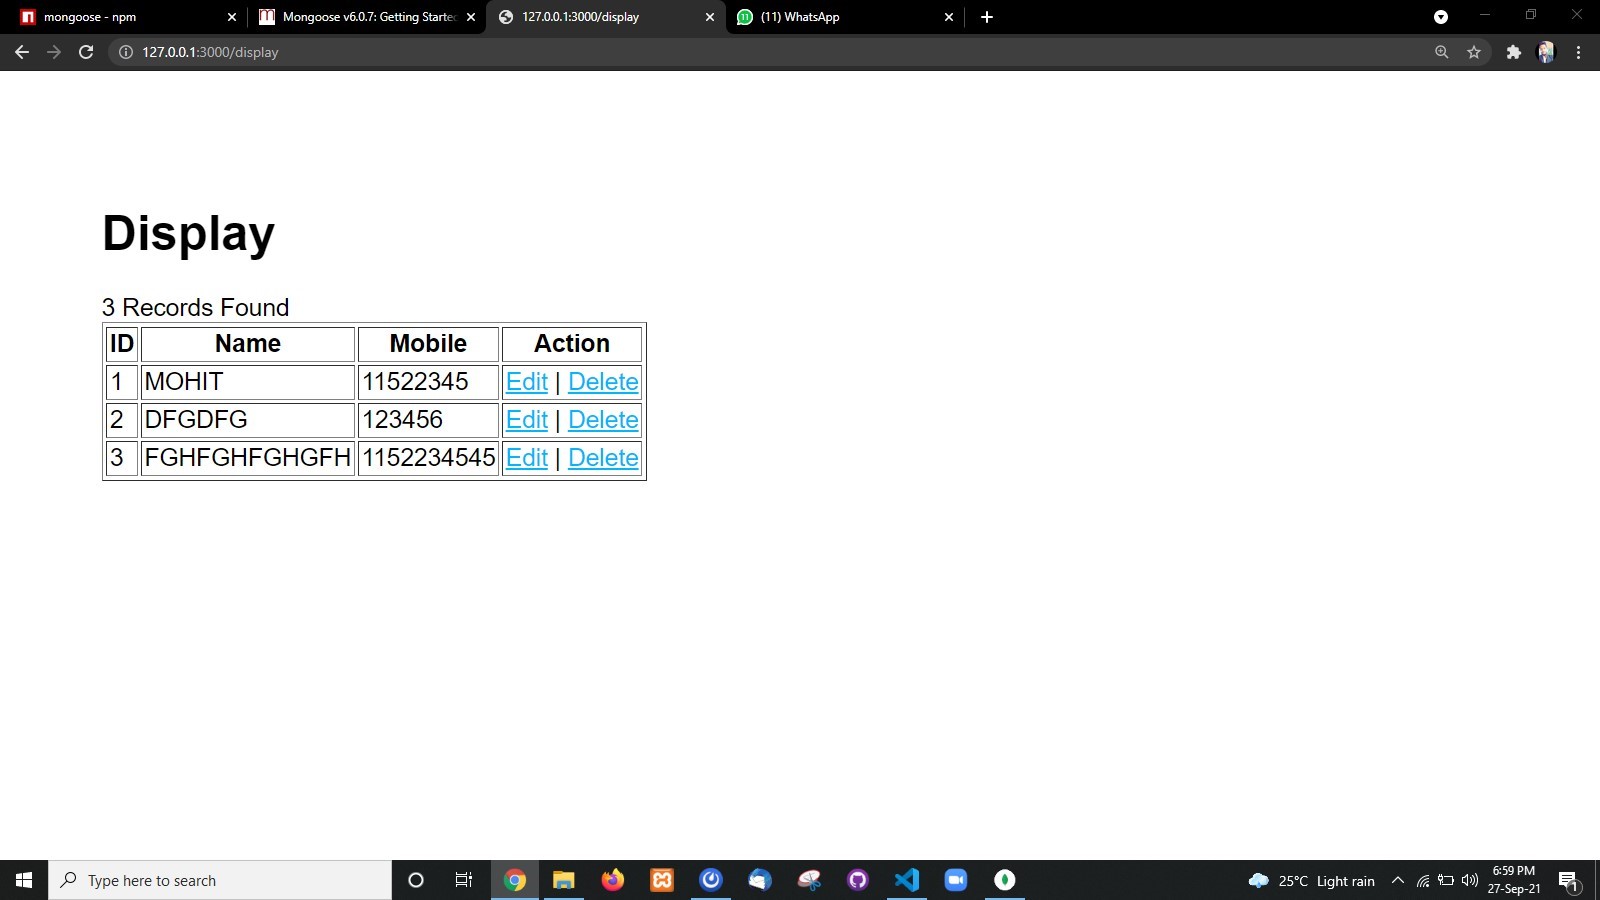 mongoose - npm
Mongoose v6.0.7: Getting Started
127.0.0.1:3000/display
(11) WhatsApp
127.0.0.1:3000/display
Display
3 Records Found
ID Name Mobile Action
1 MOHIT 11522345 Edit | Delete
2 DFGDFG 123456 Edit | Delete
3 FGHFGHFGHGFH 1152234545 Edit | Delete
Type here to search
25°C Light rain
6:59 PM
27-Sep-21
1